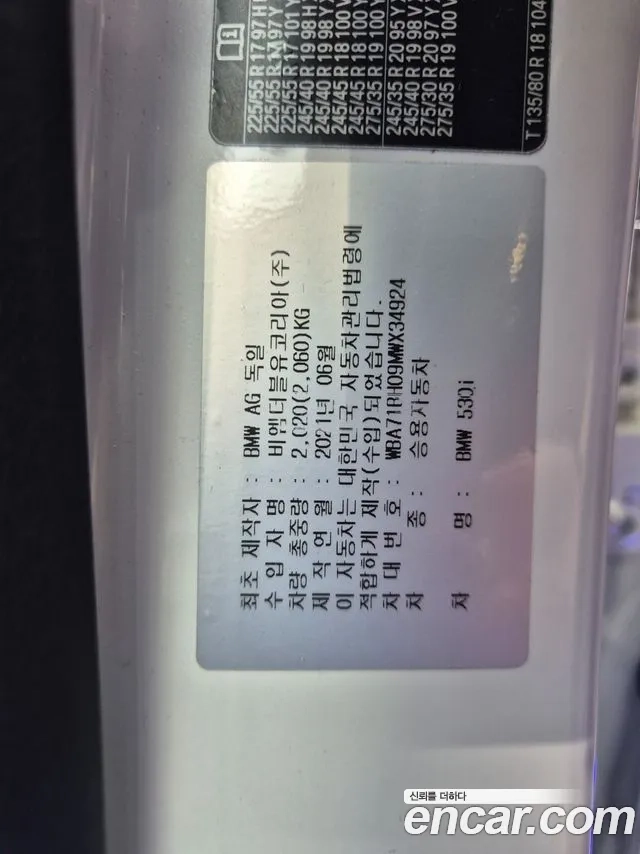 225/55 R 17 97 H
225/55 R M 97 Y
225/55 R 17 101 Y
245/40 R 19 98 H
245/40 R 19 98 Y
245/45 R 18 100 V
245/45 R 18 100 Y
275/35 R 19 100 Y
245/35 R 20 95 Y
245/40 R 19 98 V
275/30 R 20 97 Y
275/35 R 19 100 V
T 135/80 R 18 104
최초 제작자 : BMW AG 독일
수 입 자 명 : 비엠더블유코리아(주)
차량 총중량 : 2,020(2,060)KG
제 작 연 월 : 2021년 06월
이 자동차는 대한민국 자동차관리법령에
적합하게 제작(수입)되었습니다.
차 대 번 호 : WBA71BH09MWX34924
차 종 : 승용자동차
차 명 : BMW 530i
신뢰를 더하다
encar.com